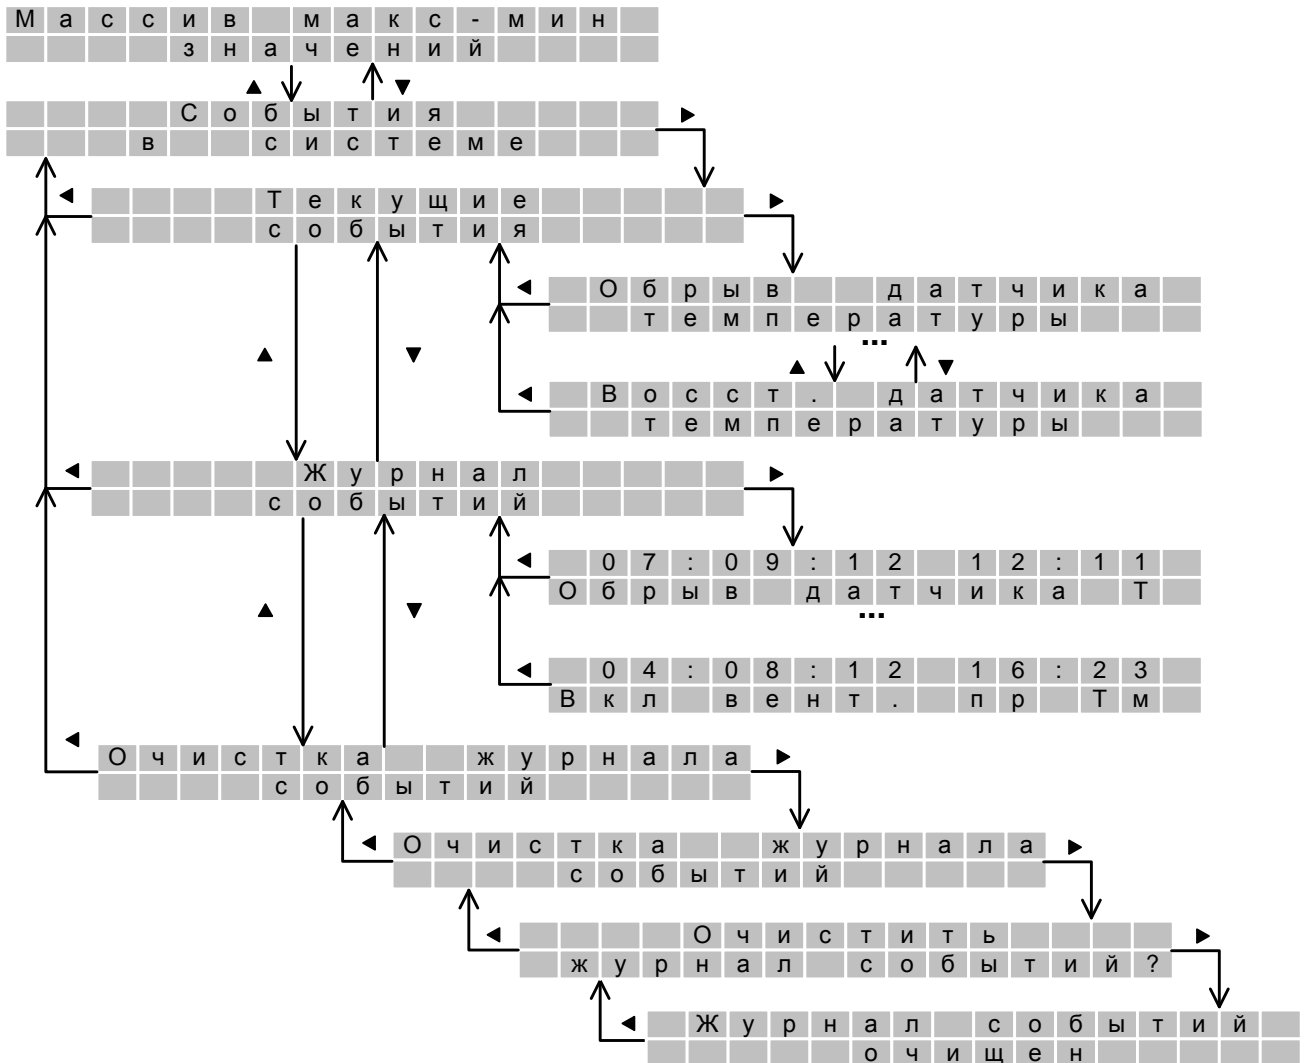 Массив макс-мин
значений
▲ ▼
События
в системе
►
◄ Текущие ►
события
◄ Обрыв датчика
температуры
...
▲ ▼
▲ ▼
◄ Восст. датчика
температуры
◄ Журнал ►
событий
◄ 07:09:12 12:11
Обрыв датчика Т
...
▲ ▼
◄ 04:08:12 16:23
Вкл вент. пр Тм
◄ Очистка журнала ►
событий
◄ Очистка журнала ►
событий
◄ Очистить ►
журнал событий?
◄ Журнал событий
очищен